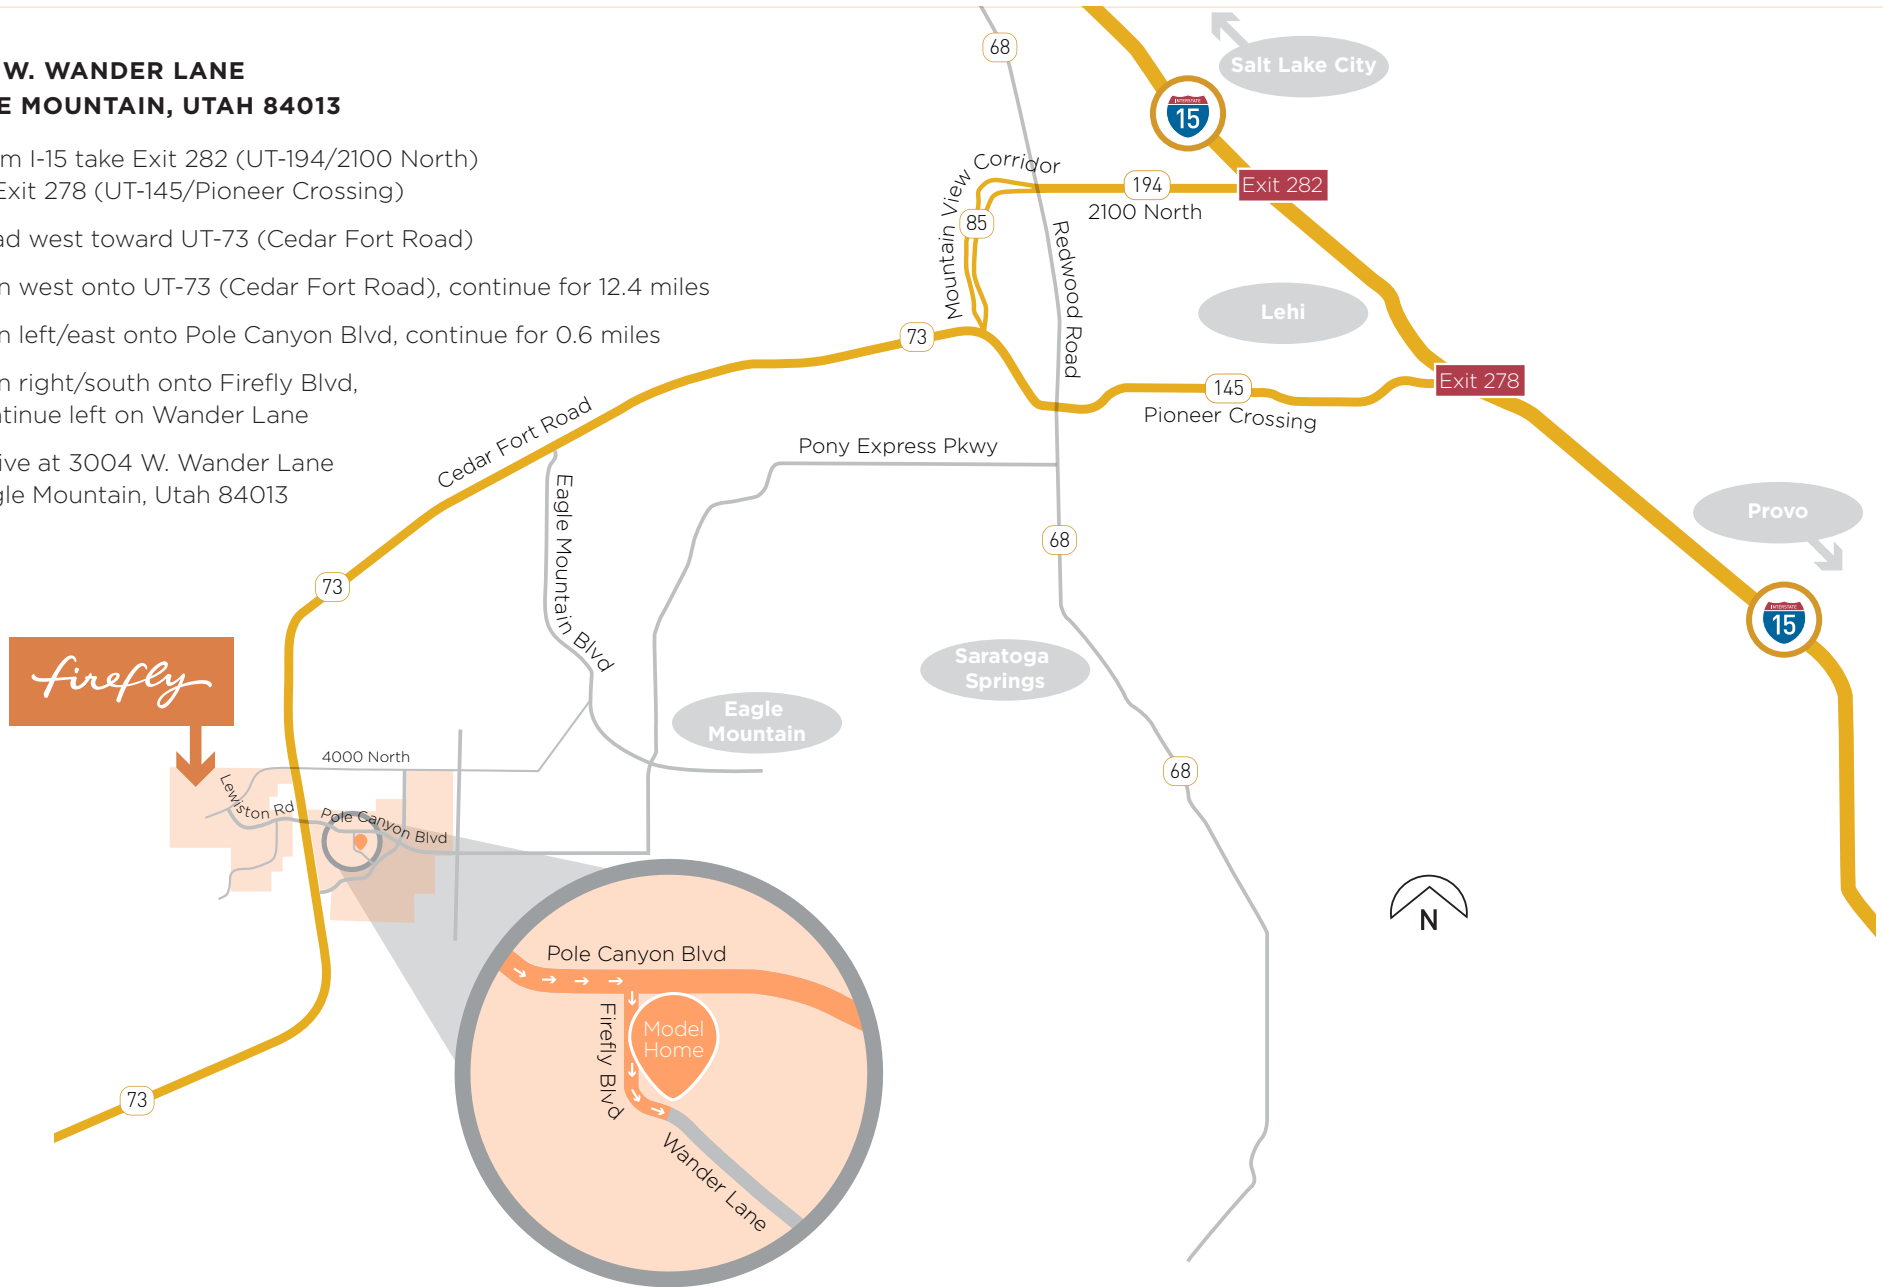 W. WANDER LANE
E MOUNTAIN, UTAH 84013
m I-15 take Exit 282 (UT-194/2100 North)
Exit 278 (UT-145/Pioneer Crossing)
ad west toward UT-73 (Cedar Fort Road)
n west onto UT-73 (Cedar Fort Road), continue for 12.4 miles
n left/east onto Pole Canyon Blvd, continue for 0.6 miles
n right/south onto Firefly Blvd,
ntinue left on Wander Lane
ive at 3004 W. Wander Lane
gle Mountain, Utah 84013
68
Salt Lake City
INTERSTATE
15
Mountain View Corridor
194
Exit 282
2100 North
85
Redwood Road
Lehi
73
Exit 278
145
Pioneer Crossing
Cedar Fort Road
Pony Express Pkwy
Eagle Mountain Blvd
Provo
68
73
INTERSTATE
15
firefly
Saratoga
Springs
Eagle
Mountain
4000 North
68
Lewiston Rd
Pole Canyon Blvd
N
Pole Canyon Blvd
Firefly Blvd
Model
Home
73
Wander Lane